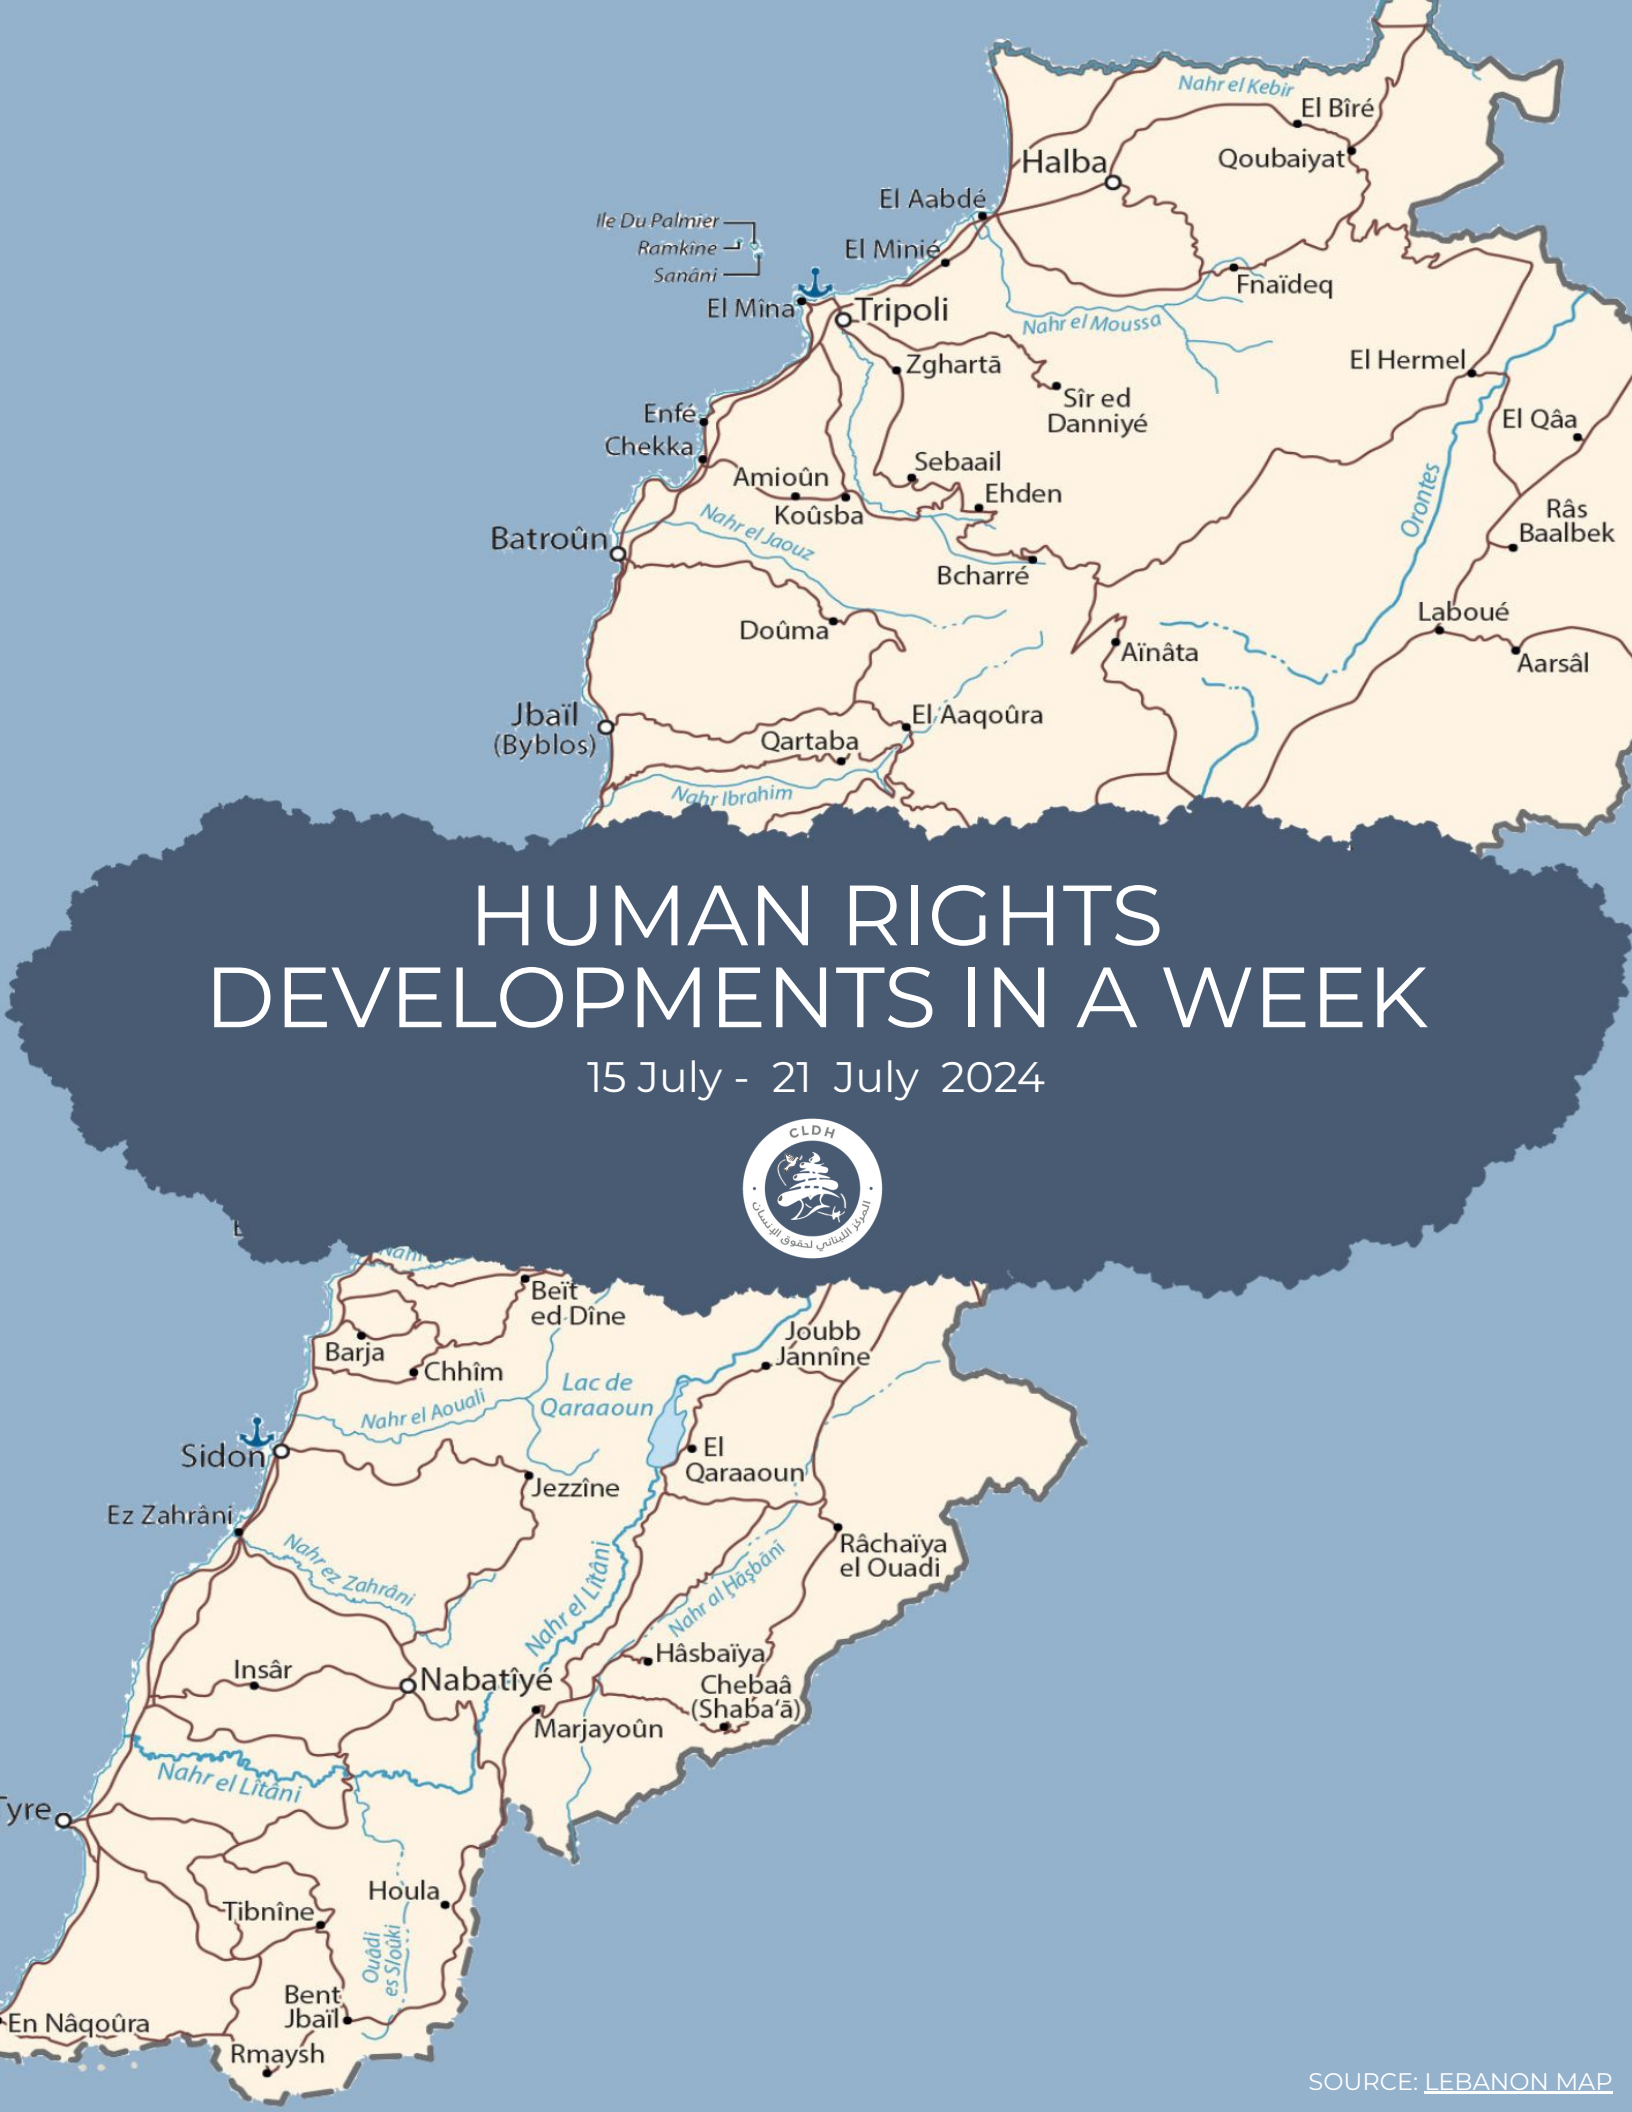 Nahr el Kebir
El Bîré
Halba
Qoubaiyat
El Aabdé
Ile Du Palmier
Ramkine
Sanâni
El Minié
Fnaïdeq
El Mîna
Tripoli
Nahr el Moussa
Zghartā
El Hermel
Sîr ed
Danniyé
Enfé
Chekka
El Qâa
Sebaail
Amioûn
Ehden
Koûsba
Orontes
Râs
Baalbek
Nahr el Jaouz
Batroûn
Bcharré
Laboué
Doûma
Aïnâta
Aarsâl
Jbaïl
(Byblos)
El Aaqoûra
Qartaba
Nahr Ibrahim
HUMAN RIGHTS
DEVELOPMENTS IN A WEEK
15 July - 21 July 2024
CLDH
المركز اللبناني لحقوق الإنسان
Nahr
Beït
ed Dîne
Joubb
Jannîne
Barja
Chhîm
Lac de
Qaraaoun
Nahr el Aouali
Sidon
El
Qaraaoun
Jezzîne
Ez Zahrâni
Nahr ez Zahrâni
Râchaïya
el Ouadi
Nahr el Lîtâni
Nahr al Ḩāşbānī
Hâsbaïya
Insâr
Nabatîyé
Chebaâ
(Shaba‘ā)
Marjayoûn
Nahr el Lîtâni
Tyre
Houla
Tibnîne
Ouâdi
es Sloûki
Bent
Jbaïl
En Nâqoûra
Rmaysh
SOURCE: LEBANON MAP